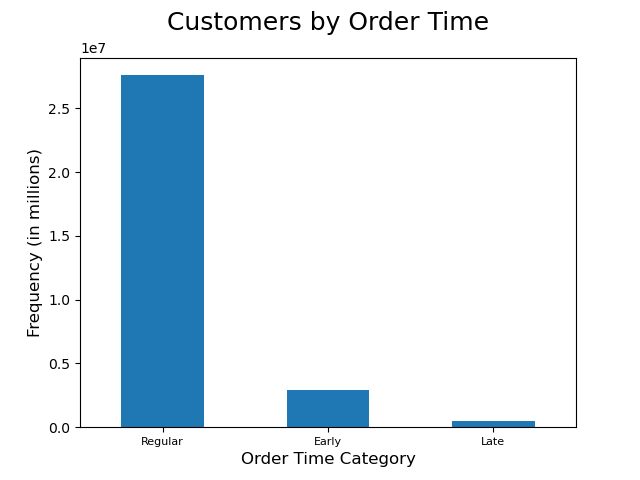 Customers by Order Time
1e7
2.5
2.0
1.5
1.0
0.5
0.0
Frequency (in millions)
Regular
Early
Late
Order Time Category